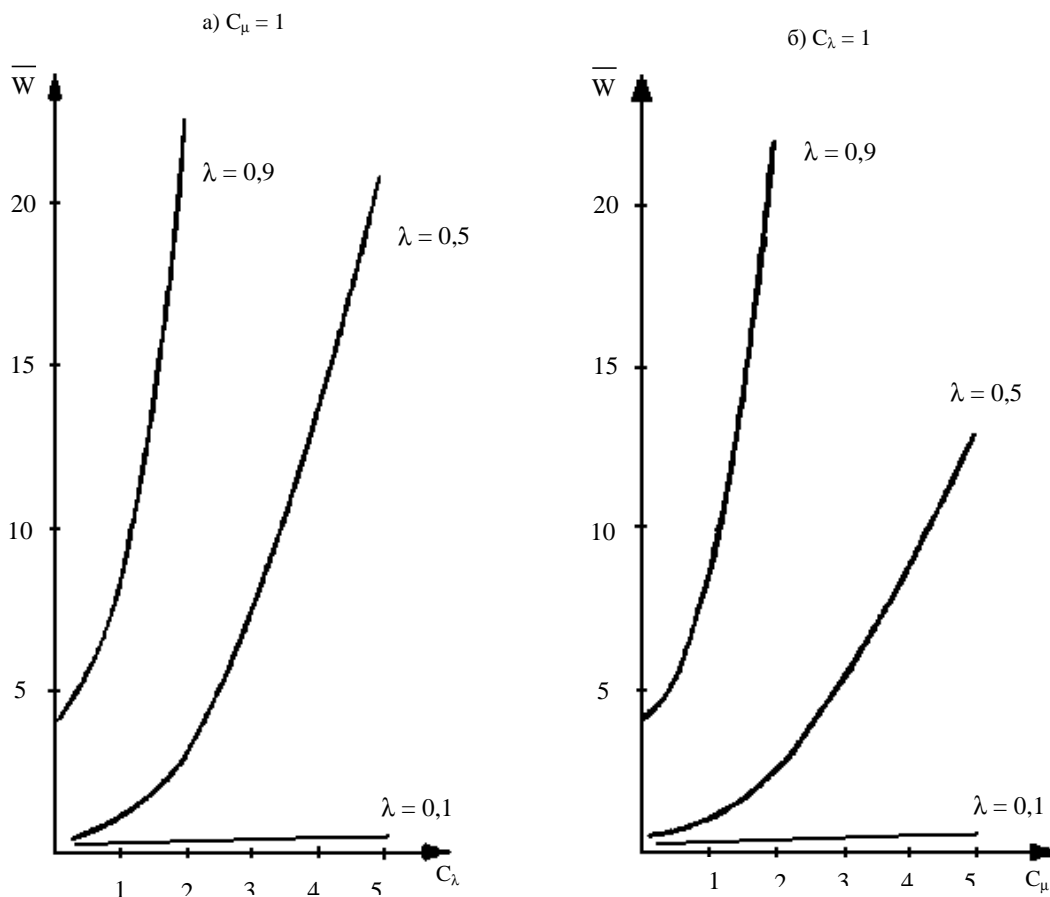 а) Cμ = 1
W
λ = 0,9
20
λ = 0,5
15
10
5
λ = 0,1
1 2 3 4 5 Cλ
б) Cλ = 1
W
λ = 0,9
20
15
λ = 0,5
10
5
λ = 0,1
1 2 3 4 5 Cμ